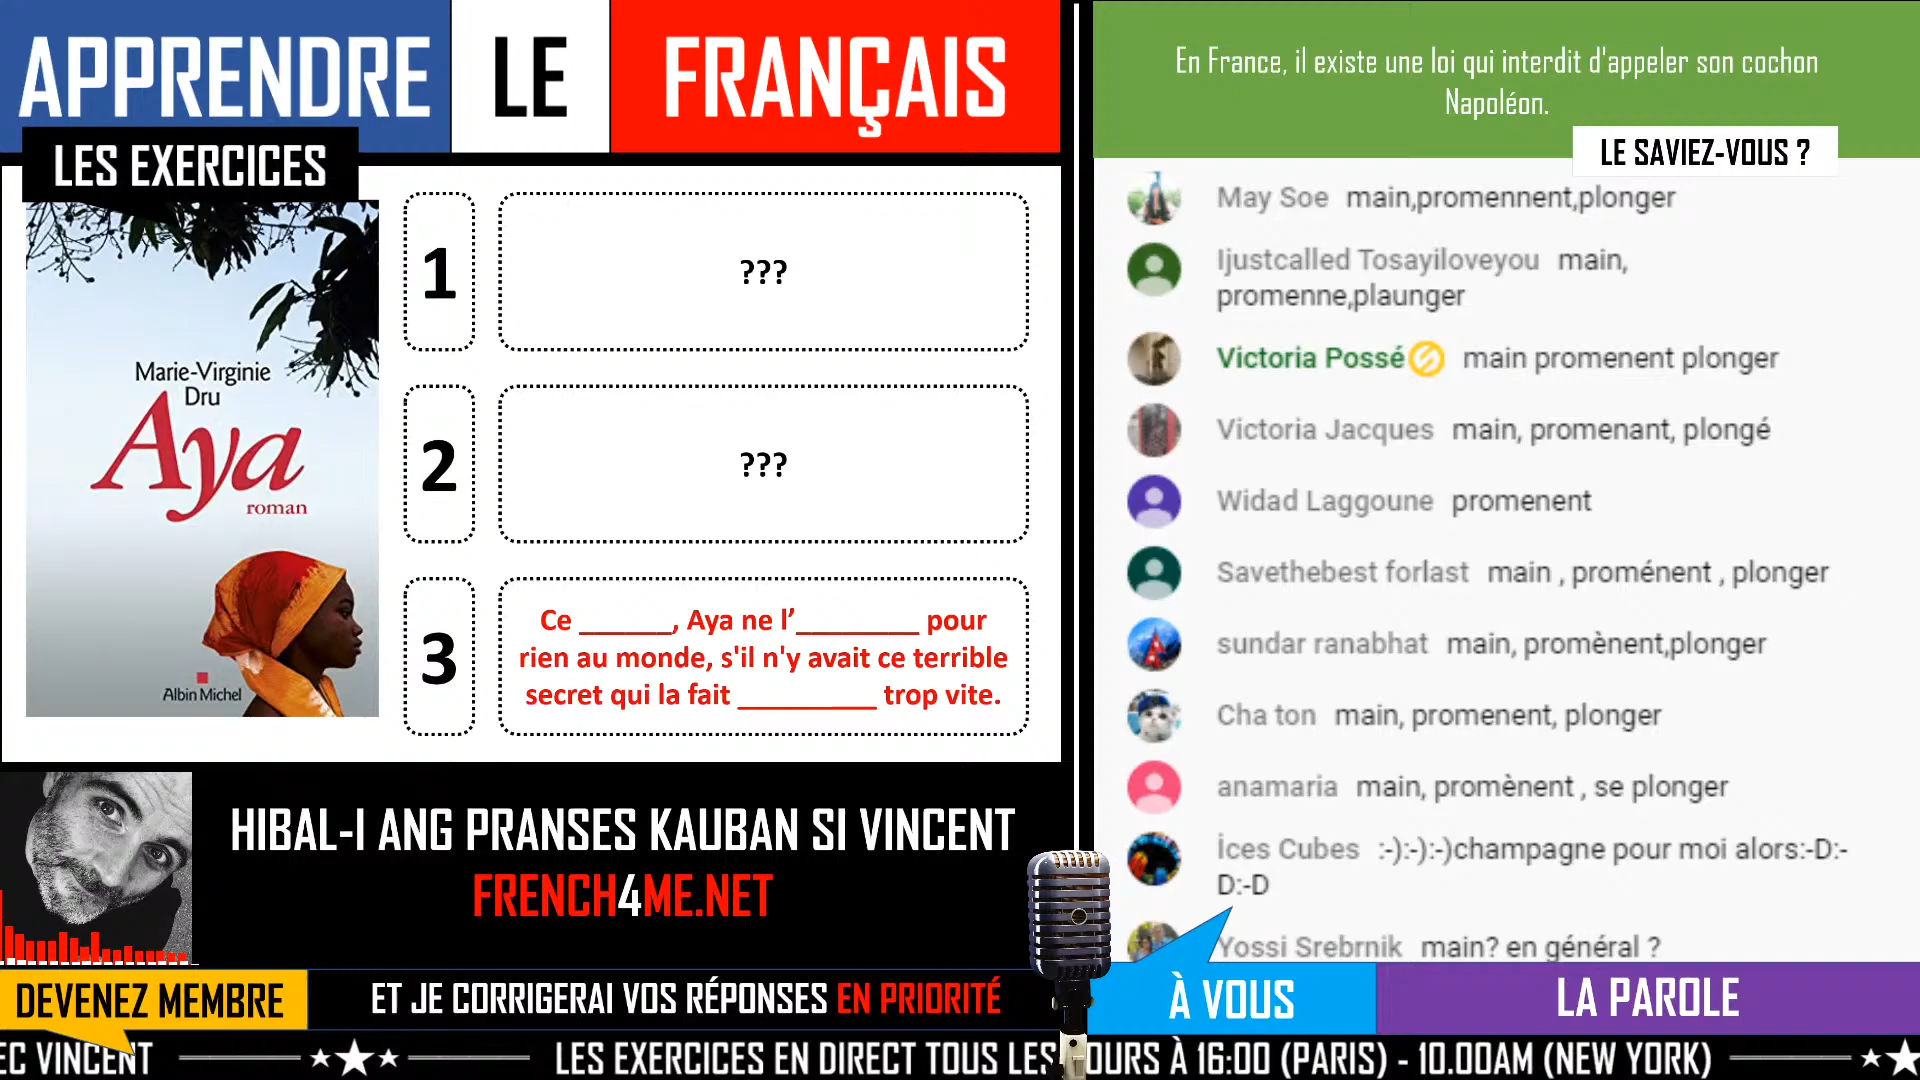 APPRENDRE LE FRANÇAIS
LES EXERCICES
Marie-Virginie
Dru
Aya
roman
Albin Michel
1
???
2
???
3
Ce ______, Aya ne l’________ pour
rien au monde, s'il n'y avait ce terrible
secret qui la fait _________ trop vite.
HIBAL-I ANG PRANSES KAUBAN SI VINCENT
FRENCH4ME.NET
DEVENEZ MEMBRE
ET JE CORRIGERAI VOS RÉPONSES EN PRIORITÉ
En France, il existe une loi qui interdit d'appeler son cochon
Napoléon.
LE SAVIEZ-VOUS ?
May Soe main,promennent,plonger
Ijustcalled Tosayiloveyou main,
promenne,plaunger
Victoria Possé main promenent plonger
Victoria Jacques main, promenant, plongé
Widad Laggoune promenent
Savethebest forlast main , proménent , plonger
sundar ranabhat main, promènent,plonger
Cha ton main, promenent, plonger
anamaria main, promènent , se plonger
İces Cubes :-):-):-)champagne pour moi alors:-D:-
D:-D
Yossi Srebrnik main? en général ?
À VOUS
LA PAROLE
EC VINCENT
LES EXERCICES EN DIRECT TOUS LES OURS À 16:00 (PARIS) - 10.00AM (NEW YORK)